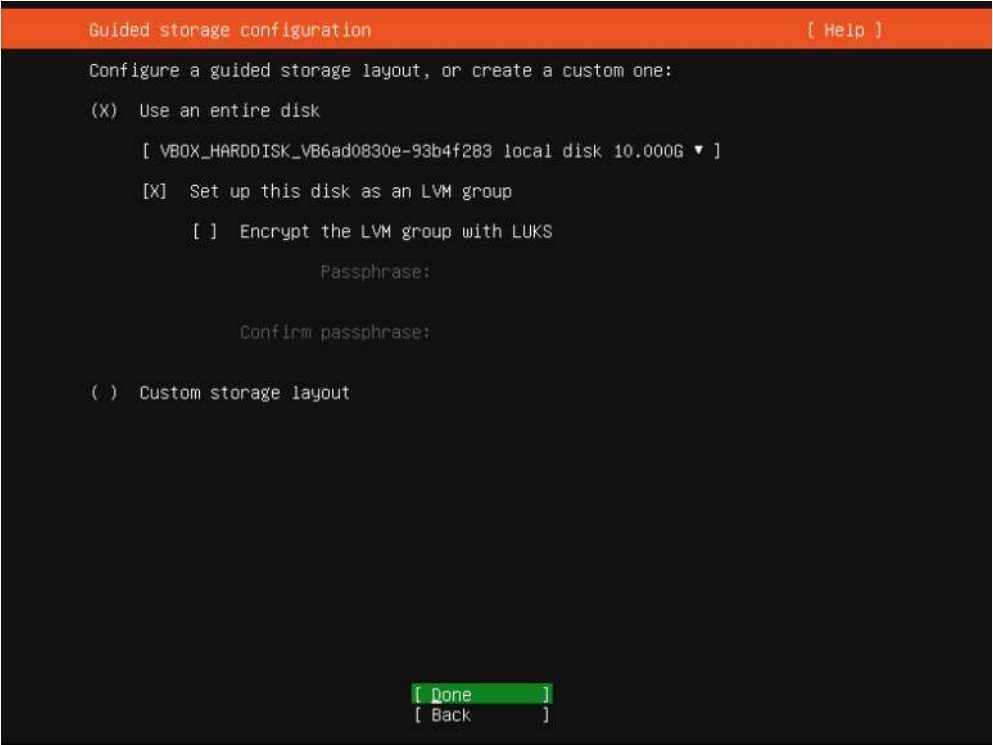 Guided storage configuration [ Help ]
Configure a guided storage layout, or create a custom one:
(X) Use an entire disk
[ VBOX_HARDDISK_VB6ad0830e-93b4f283 local disk 10.000G ▾ ]
[X] Set up this disk as an LVM group
[ ] Encrypt the LVM group with LUKS
Passphrase:
Confirm passphrase:
( ) Custom storage layout
[ Done ]
[ Back ]